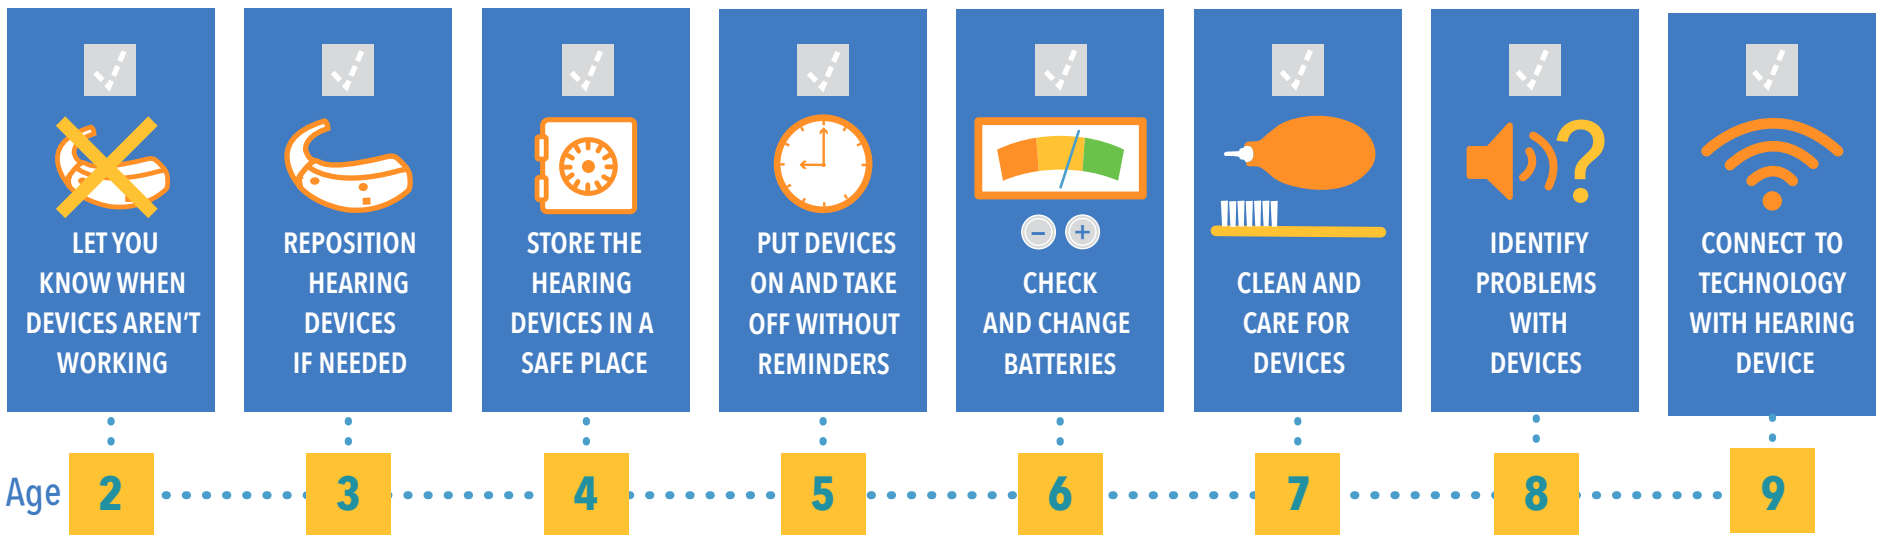 LET YOU
KNOW WHEN
DEVICES AREN'T
WORKING
REPOSITION
HEARING
DEVICES
IF NEEDED
STORE THE
HEARING
DEVICES IN A
SAFE PLACE
PUT DEVICES
ON AND TAKE
OFF WITHOUT
REMINDERS
− +
CHECK
AND CHANGE
BATTERIES
CLEAN AND
CARE FOR
DEVICES
?
IDENTIFY
PROBLEMS
WITH
DEVICES
CONNECT TO
TECHNOLOGY
WITH HEARING
DEVICE
Age 2 3 4 5 6 7 8 9